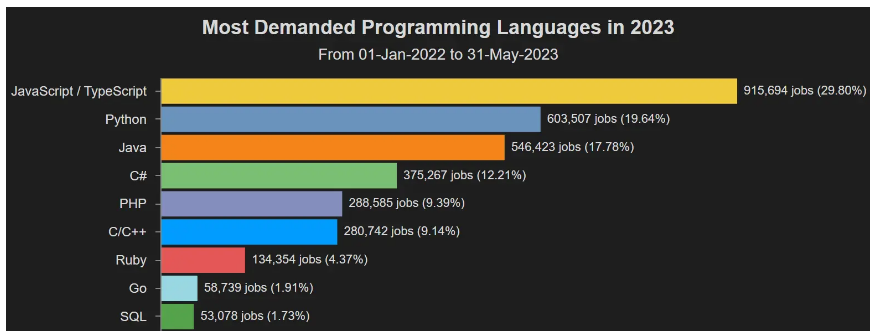 Most Demanded Programming Languages in 2023
From 01-Jan-2022 to 31-May-2023
JavaScript / TypeScript 915,694 jobs (29.80%)
Python 603,507 jobs (19.64%)
Java 546,423 jobs (17.78%)
C# 375,267 jobs (12.21%)
PHP 288,585 jobs (9.39%)
C/C++ 280,742 jobs (9.14%)
Ruby 134,354 jobs (4.37%)
Go 58,739 jobs (1.91%)
SQL 53,078 jobs (1.73%)